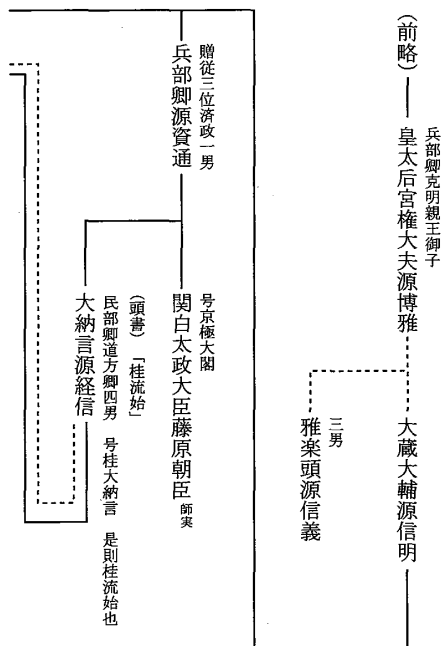 (前略)
兵部卿克明親王御子
皇太后宮権大夫源博雅
大蔵大輔源信明
三男
雅楽頭源信義
贈従三位済政一男
兵部卿源資通
号京極大閤
関白太政大臣藤原朝臣 師実
(頭書)「桂流始」
民部卿道方卿四男 号桂大納言 是則桂流始也
大納言源経信